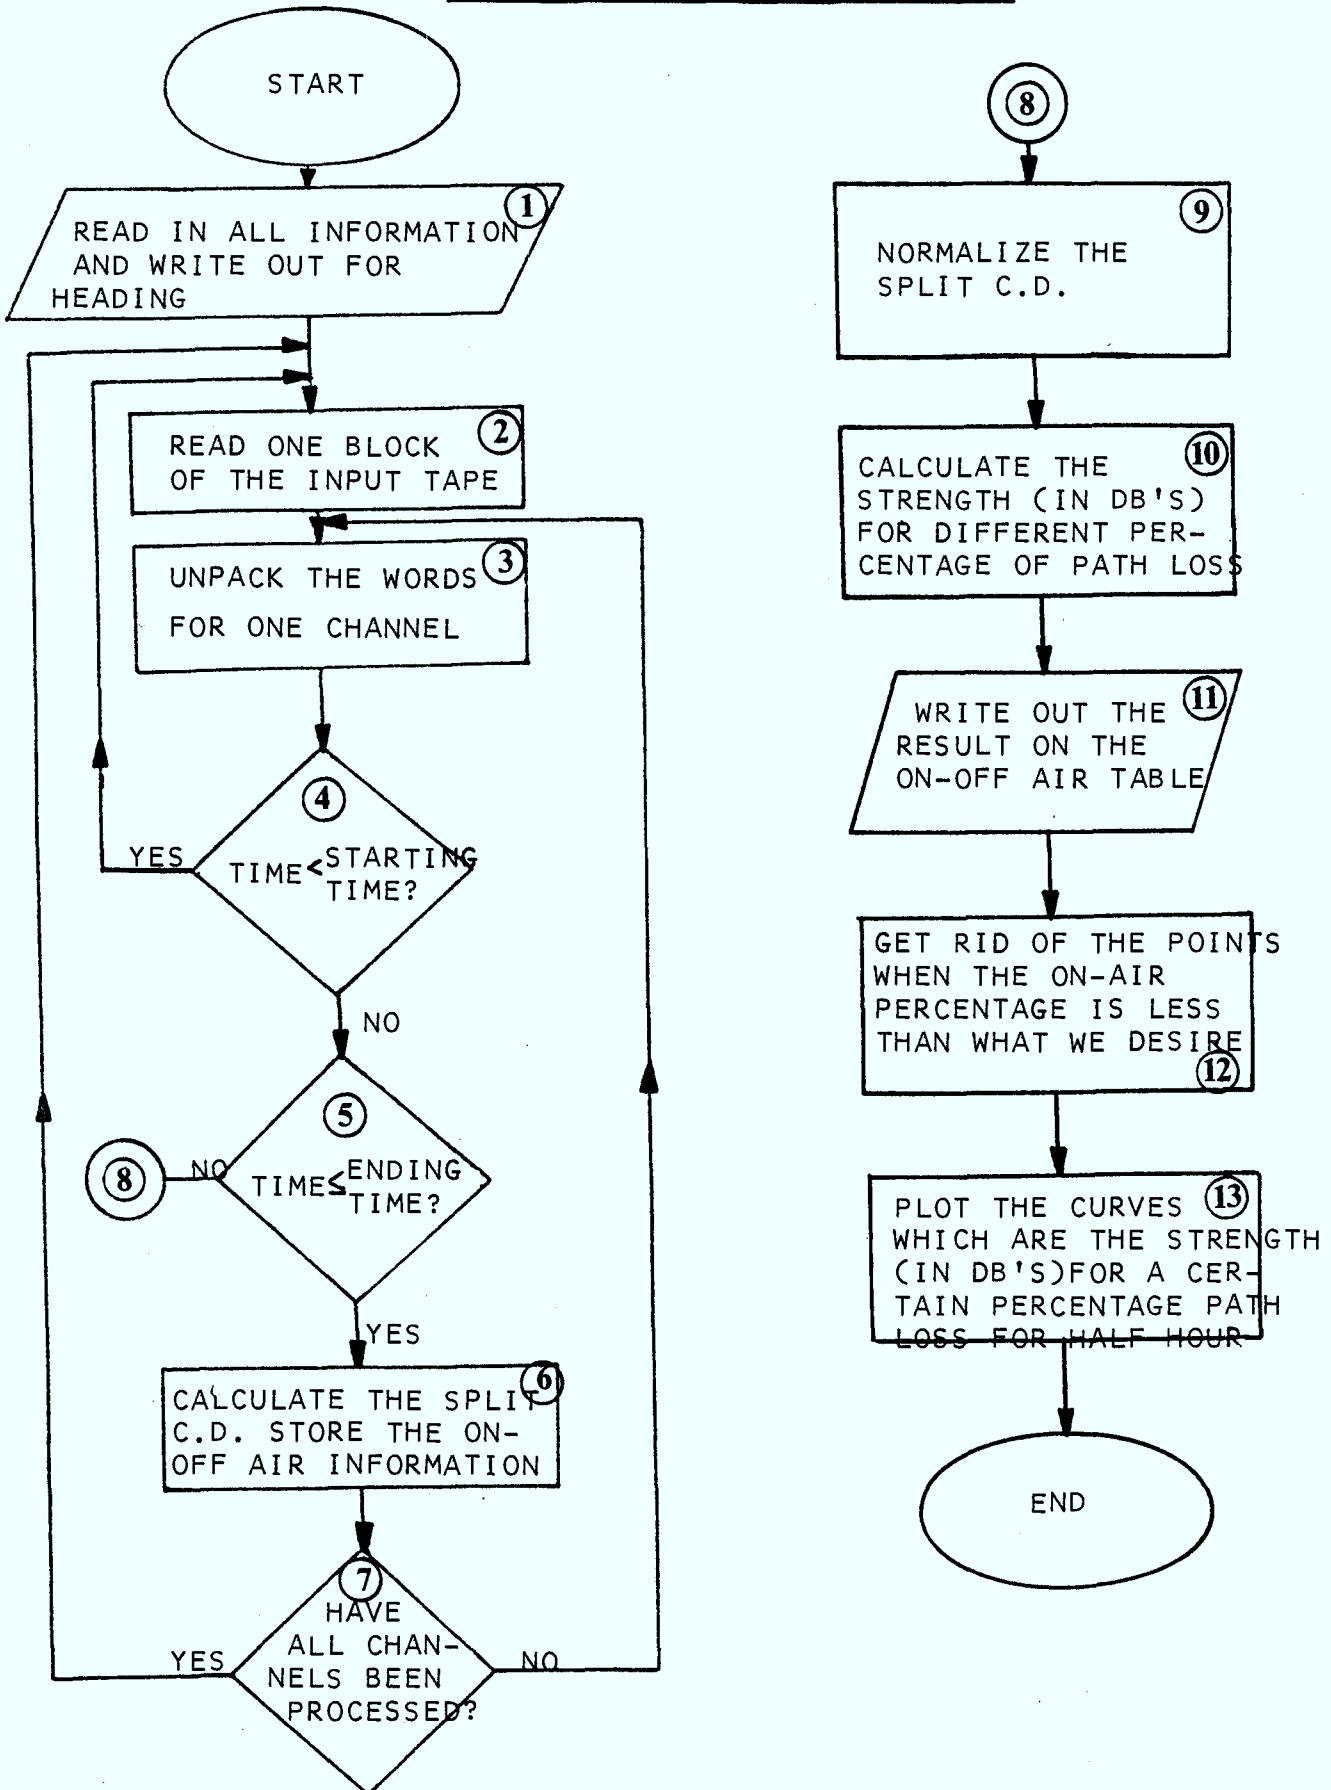 START
1
READ IN ALL INFORMATION
AND WRITE OUT FOR
HEADING
2
READ ONE BLOCK
OF THE INPUT TAPE
3
UNPACK THE WORDS
FOR ONE CHANNEL
4
TIME < STARTING
TIME?
YES
NO
5
TIME ≤ ENDING
TIME?
NO
8
YES
6
CALCULATE THE SPLIT
C.D. STORE THE ON-
OFF AIR INFORMATION
7
HAVE
ALL CHAN-
NELS BEEN
PROCESSED?
YES
NO
8
9
NORMALIZE THE
SPLIT C.D.
10
CALCULATE THE
STRENGTH (IN DB'S)
FOR DIFFERENT PER-
CENTAGE OF PATH LOSS
11
WRITE OUT THE
RESULT ON THE
ON-OFF AIR TABLE
GET RID OF THE POINTS
WHEN THE ON-AIR
PERCENTAGE IS LESS
THAN WHAT WE DESIRE
12
13
PLOT THE CURVES
WHICH ARE THE STRENGTH
(IN DB'S)FOR A CER-
TAIN PERCENTAGE PATH
LOSS FOR HALF HOUR
END